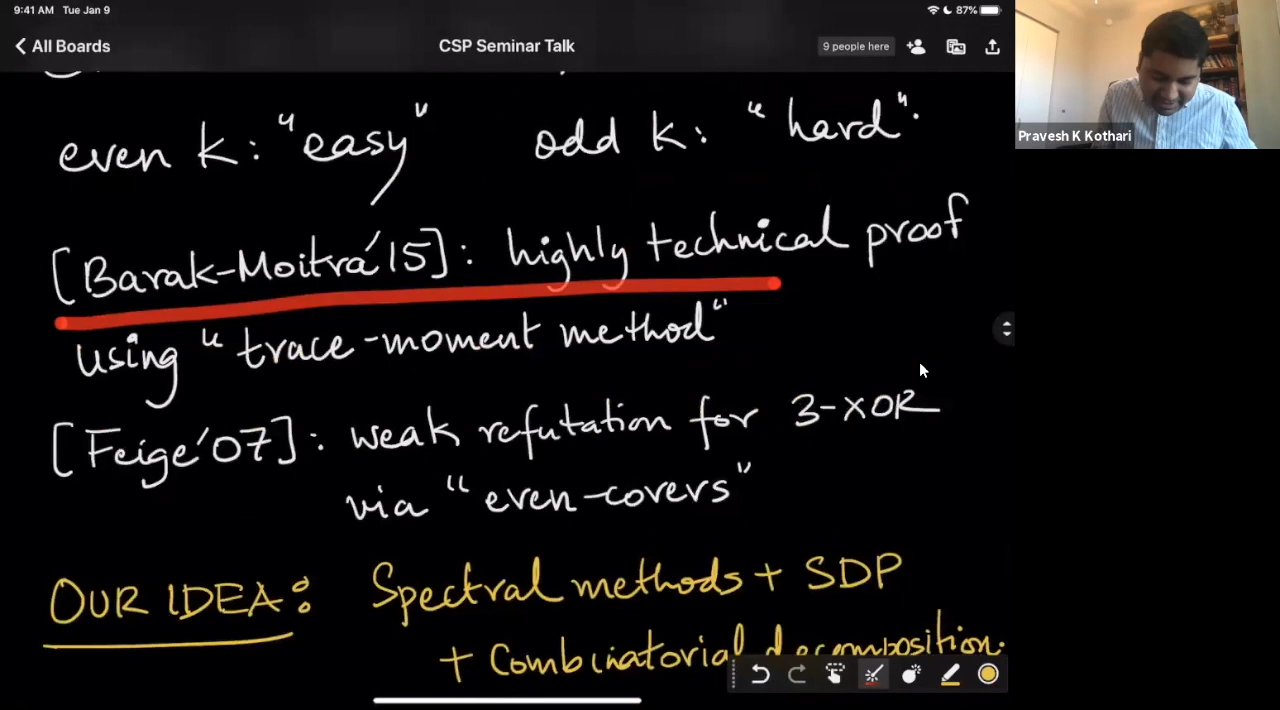 9:41 AM Tue Jan 9
87%
All Boards
CSP Seminar Talk
9 people here
Pravesh K Kothari
even k: "easy" odd k: "hard".
[Barak-Moitra'15]: highly technical proof
using "trace-moment method"
[Feige'07]: weak refutation for 3-XOR
via "even-covers"
OUR IDEA: Spectral methods + SDP
+ Combinatorial decomposition.